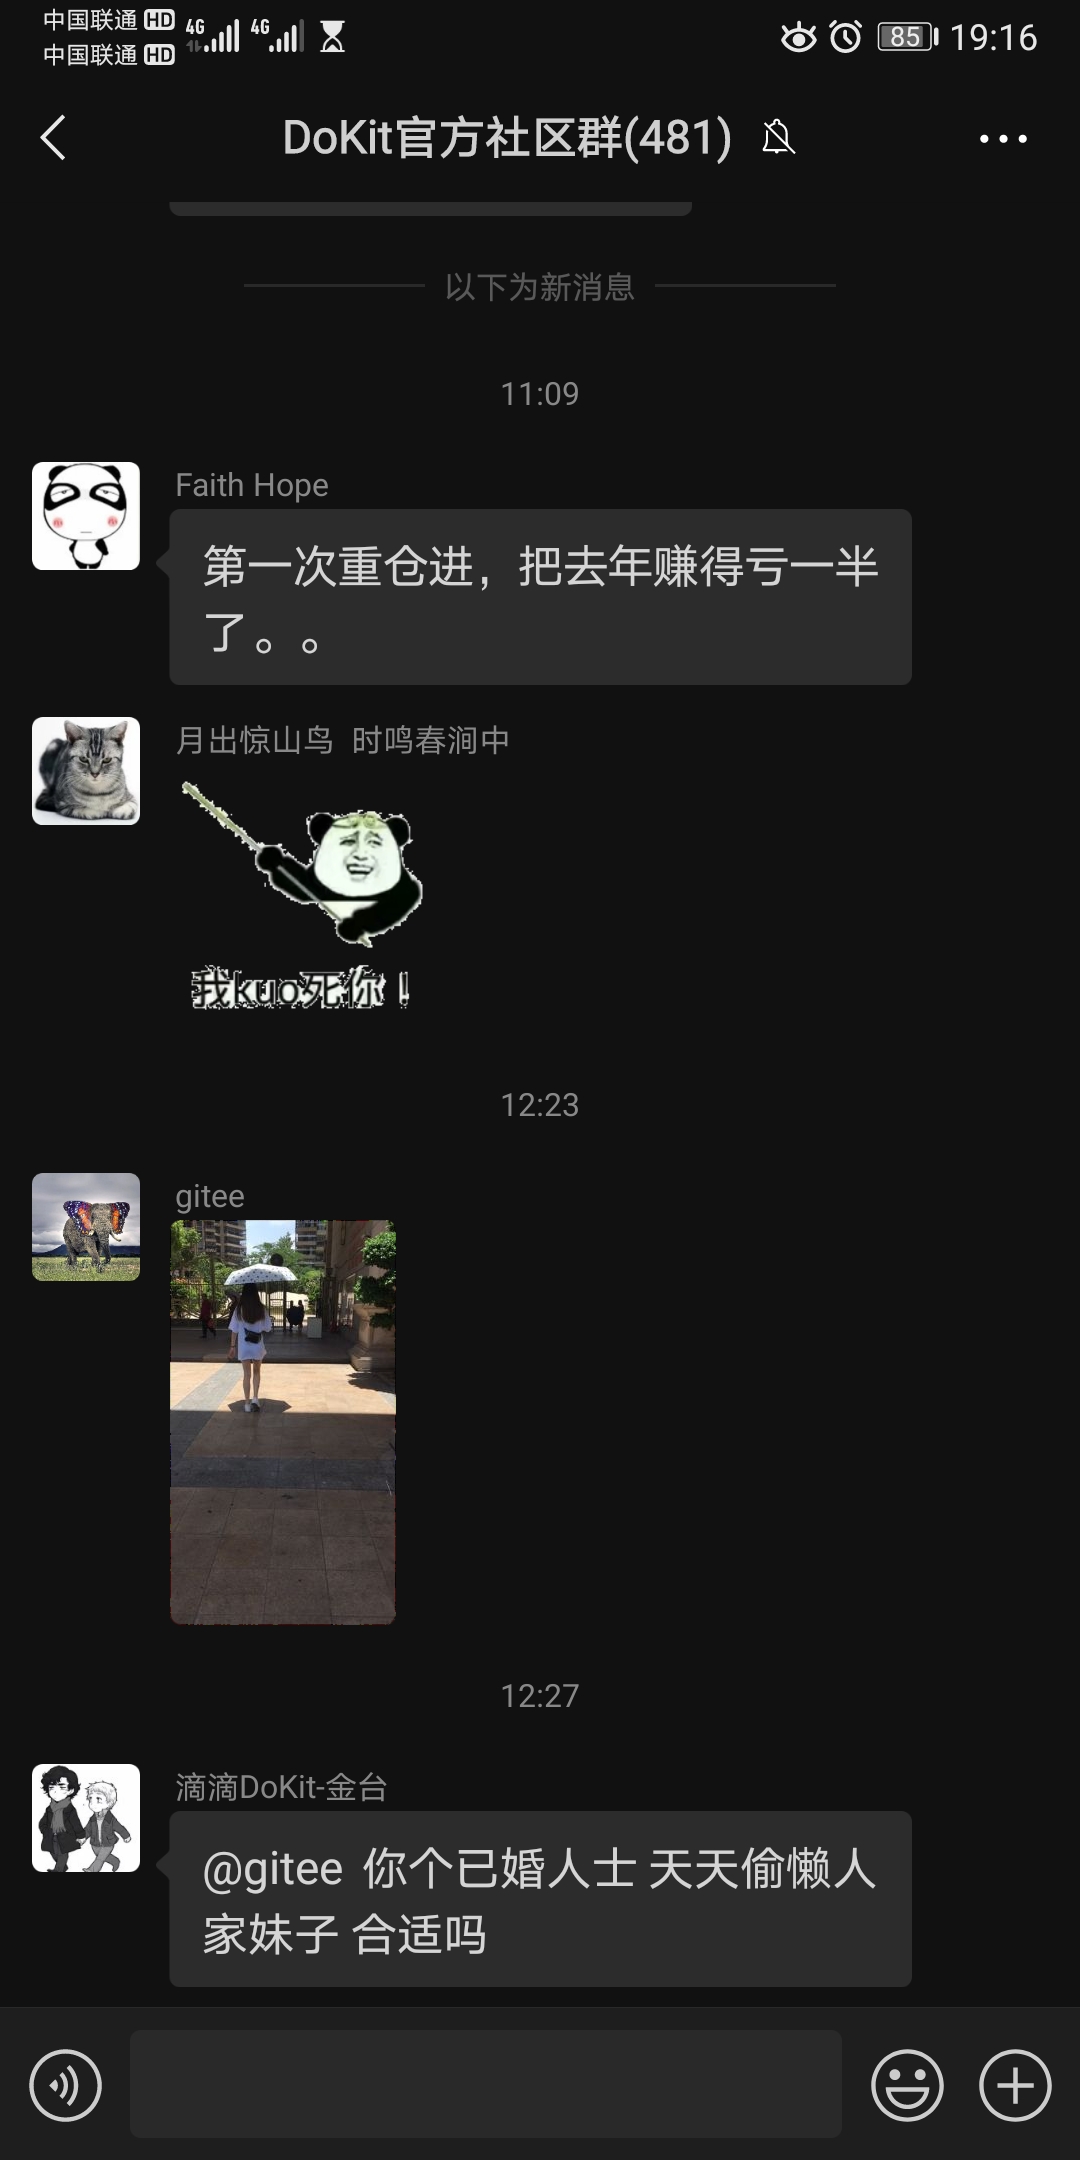 中国联通 HD 4G 4G 85 19:16
中国联通 HD
DoKit官方社区群(481)
以下为新消息
11:09
Faith Hope
第一次重仓进，把去年赚得亏一半
了。。
月出惊山鸟 时鸣春涧中
我kuo死你！
12:23
gitee
12:27
滴滴DoKit-金台
@gitee 你个已婚人士 天天偷懒人
家妹子 合适吗